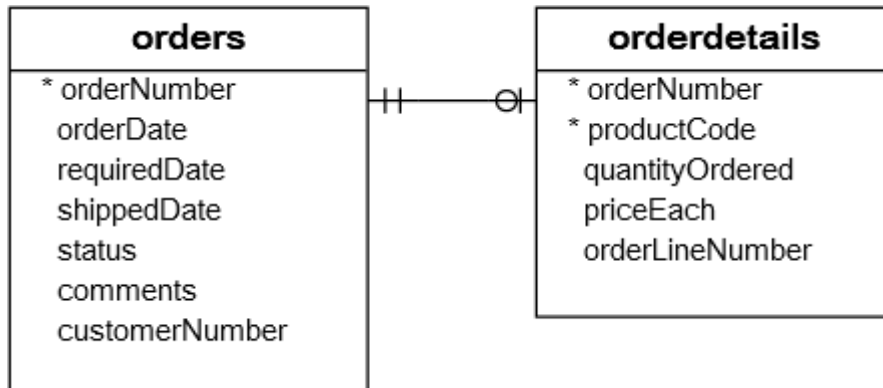 orders
* orderNumber
orderDate
requiredDate
shippedDate
status
comments
customerNumber
orderdetails
* orderNumber
* productCode
quantityOrdered
priceEach
orderLineNumber